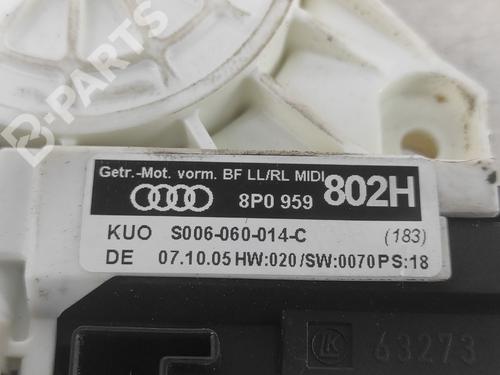 B-PARTS
Getr.-Mot. vorm. BF LL/RL MIDI
8P0 959 802H
KUO S006-060-014-C (183)
DE 07.10.05 HW:020/SW:0070 PS:18
LK 63273